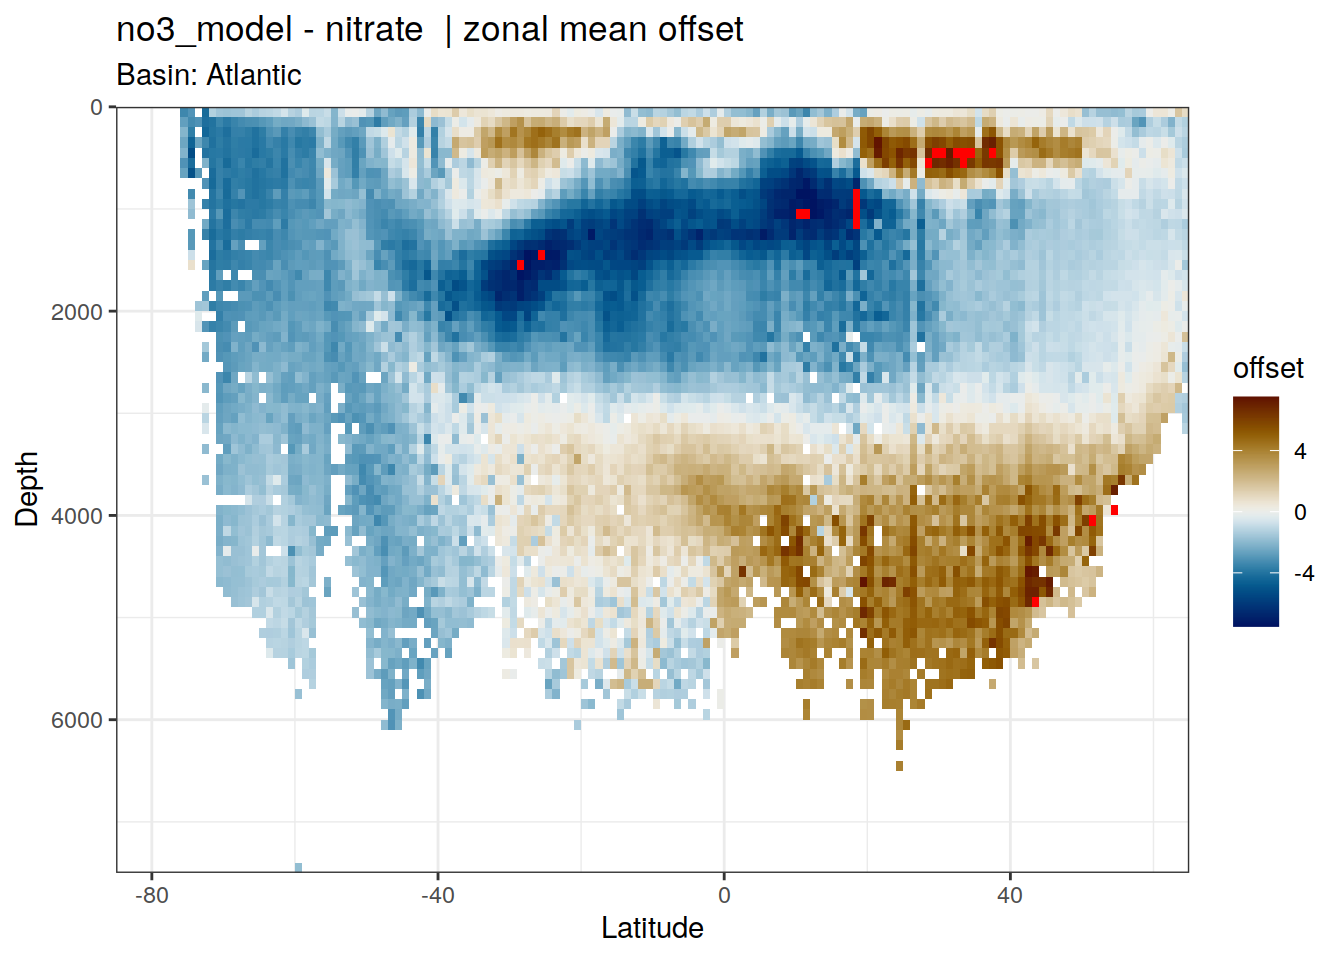 no3_model - nitrate  | zonal mean offset
Basin: Atlantic
0
2000
4000
6000
Depth
-80
-40
0
40
Latitude
offset
4
0
-4